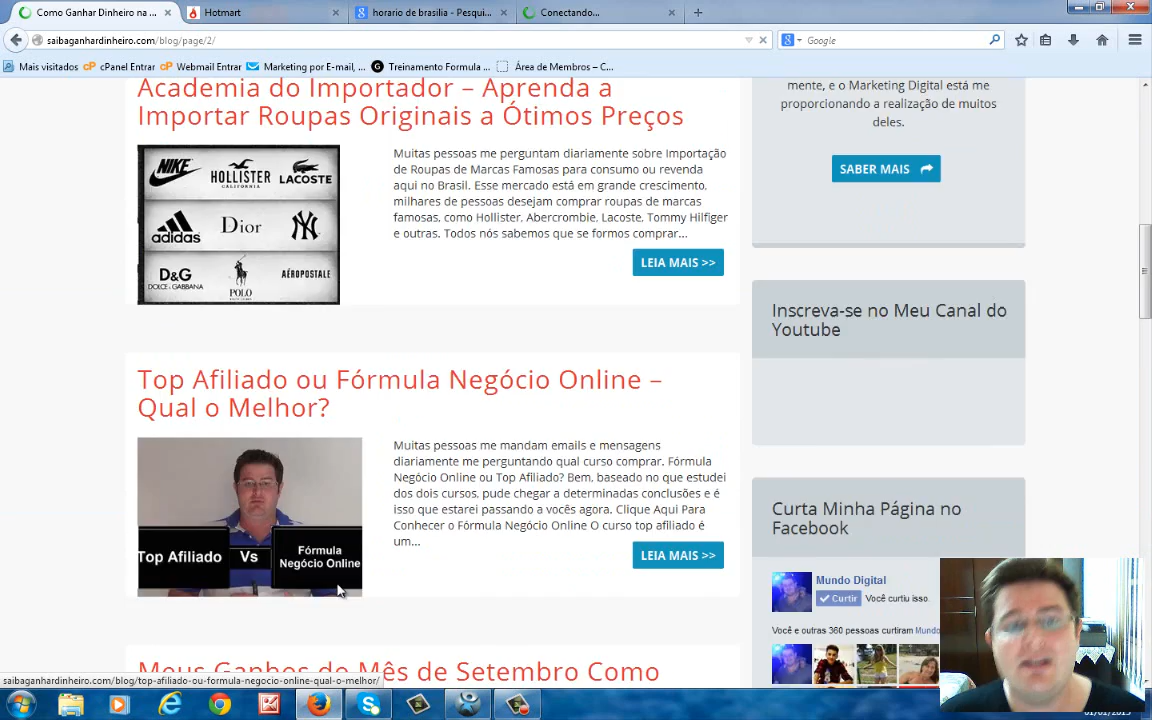 Como Ganhar Dinheiro na ...
Hotmart
horario de brasilia - Pesqui...
Conectando...
saibaganhardinheiro.com/blog/page/2/
Google
Mais visitados
cPanel Entrar
Webmail Entrar
Marketing por E-mail, ...
Treinamento Formula ...
Área de Membros – C...
Academia do Importador – Aprenda a
Importar Roupas Originais a Ótimos Preços
NIKE
HOLLISTER
CALIFORNIA
LACOSTE
adidas
Dior
NY
D&G
DOLCE & GABBANA
POLO
AÉROPOSTALE
Muitas pessoas me perguntam diariamente sobre Importação
de Roupas de Marcas Famosas para consumo ou revenda
aqui no Brasil. Esse mercado está em grande crescimento,
milhares de pessoas desejam comprar roupas de marcas
famosas, como Hollister, Abercrombie, Lacoste, Tommy Hilfiger
e outras. Todos nós sabemos que se formos comprar...
LEIA MAIS >>
Top Afiliado ou Fórmula Negócio Online –
Qual o Melhor?
Top Afiliado
Vs
Fórmula
Negócio Online
Muitas pessoas me mandam emails e mensagens
diariamente me perguntando qual curso comprar. Fórmula
Negócio Online ou Top Afiliado? Bem, baseado no que estudei
dos dois cursos, pude chegar a determinadas conclusões e é
isso que estarei passando a vocês agora. Clique Aqui Para
Conhecer o Fórmula Negócio Online O curso top afiliado é
um...
LEIA MAIS >>
Meus Ganhos do Mês de Setembro Como
mente, e o Marketing Digital está me
proporcionando a realização de muitos
deles.
SABER MAIS
Inscreva-se no Meu Canal do
Youtube
Curta Minha Página no
Facebook
Mundo Digital
Curtir
Você curtiu isso.
Você e outras 360 pessoas curtiram Mundo
saibaganhardinheiro.com/blog/top-afiliado-ou-formula-negocio-online-qual-o-melhor/
01/01/2015